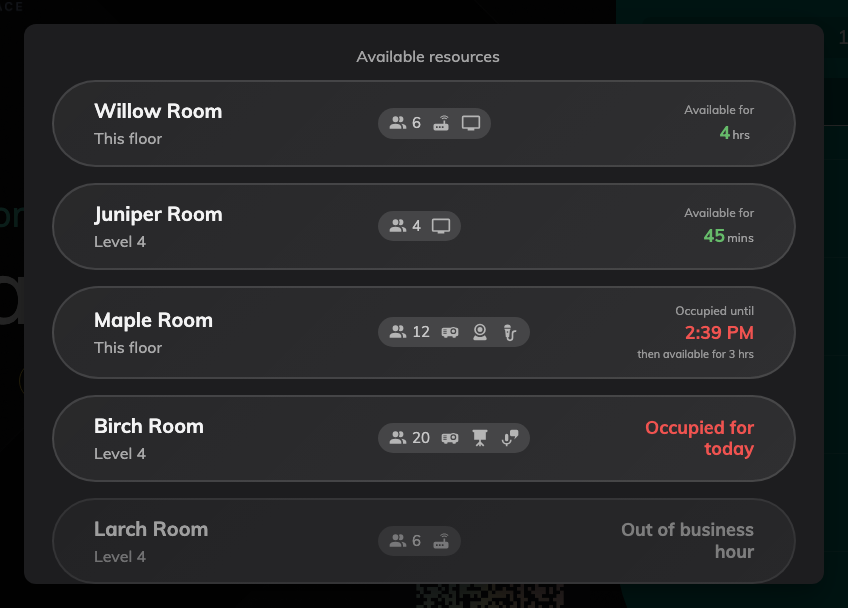 ACE
Available resources
Willow Room
This floor
6
Available for
4 hrs
Juniper Room
Level 4
4
Available for
45 mins
Maple Room
This floor
12
Occupied until
2:39 PM
then available for 3 hrs
Birch Room
Level 4
20
Occupied for
today
Larch Room
Level 4
6
Out of business
hour